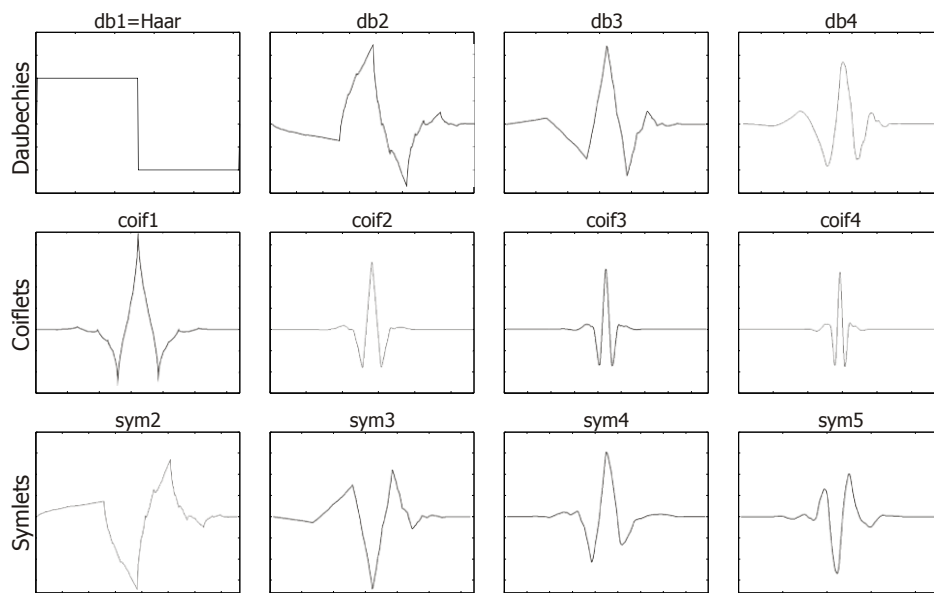 db1=Haar db2 db3 db4
Daubechies
coif1 coif2 coif3 coif4
Coiflets
sym2 sym3 sym4 sym5
Symlets